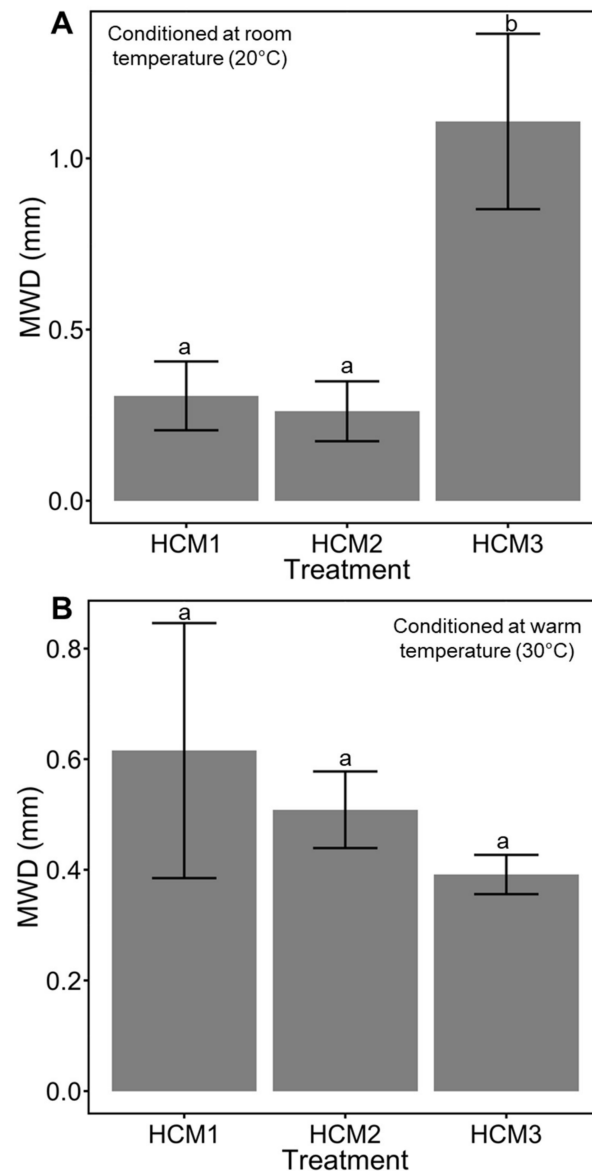 A
Conditioned at room
temperature (20°C)
b
1.0
MWD (mm)
0.5
a
a
0.0
HCM1 HCM2 HCM3
Treatment
B
a
Conditioned at warm
temperature (30°C)
0.8
a
0.6
MWD (mm)
a
0.4
0.2
0.0
HCM1 HCM2 HCM3
Treatment